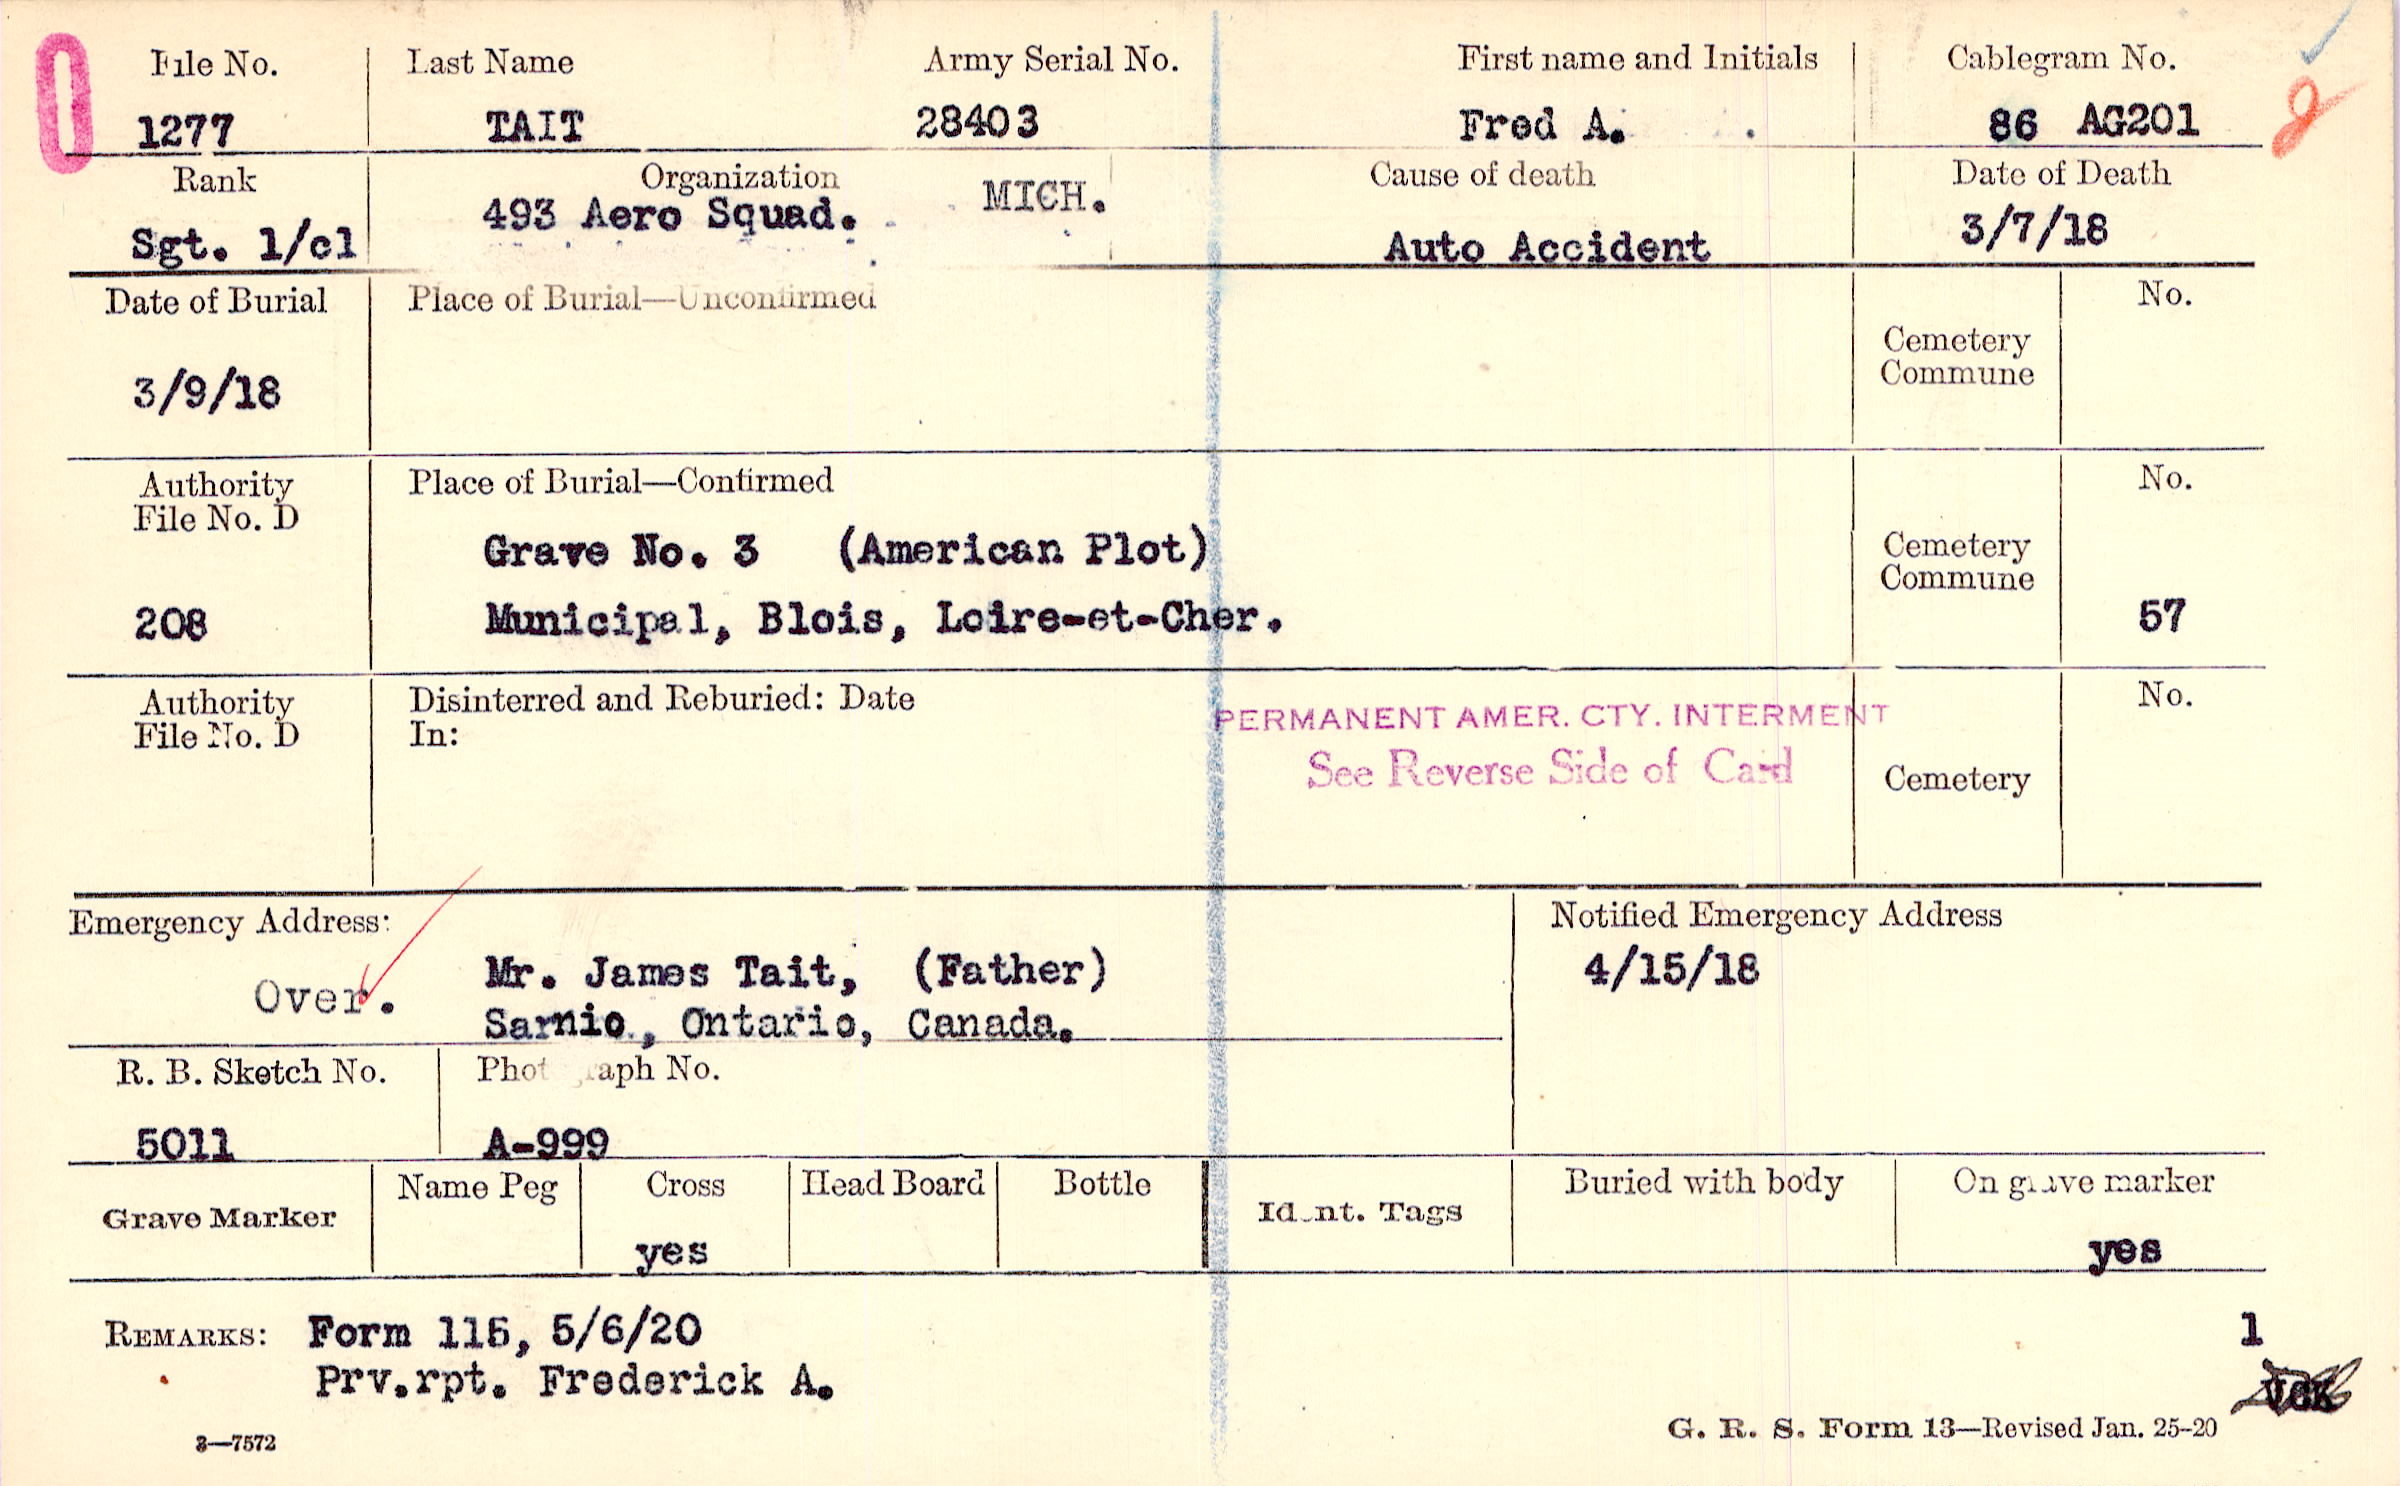 File No. Last Name Army Serial No. First name and Initials Cablegram No.
1277 TAIT 28403 Fred A. 86 AG201
Rank Organization Cause of death Date of Death
Sgt. 1/cl 493 Aero Squad. MICH. Auto Accident 3/7/18
Date of Burial Place of Burial—Unconfirmed Cemetery Commune No.
3/9/18
Authority File No. D Place of Burial—Confirmed Cemetery Commune No.
Grave No. 3 (American Plot)
208 Municipal, Blois, Loire-et-Cher. 57
Authority File No. D Disinterred and Reburied: Date No.
In:
PERMANENT AMER. CTY. INTERMENT
See Reverse Side of Card
Cemetery
Emergency Address: Notified Emergency Address
Over. Mr. James Tait, (Father) 4/15/18
Sarnio, Ontario, Canada.
R. B. Sketch No. Photograph No.
5011 A-999
Grave Marker Name Peg Cross Head Board Bottle Ident. Tags Buried with body On grave marker
yes yes
REMARKS: Form 115, 5/6/20 1
Prv.rpt. Frederick A.
3—7572 G. R. S. Form 13—Revised Jan. 25-20